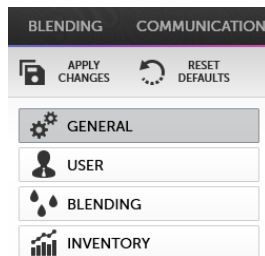 BLENDING COMMUNICATION
APPLY CHANGES
RESET DEFAULTS
GENERAL
USER
BLENDING
INVENTORY